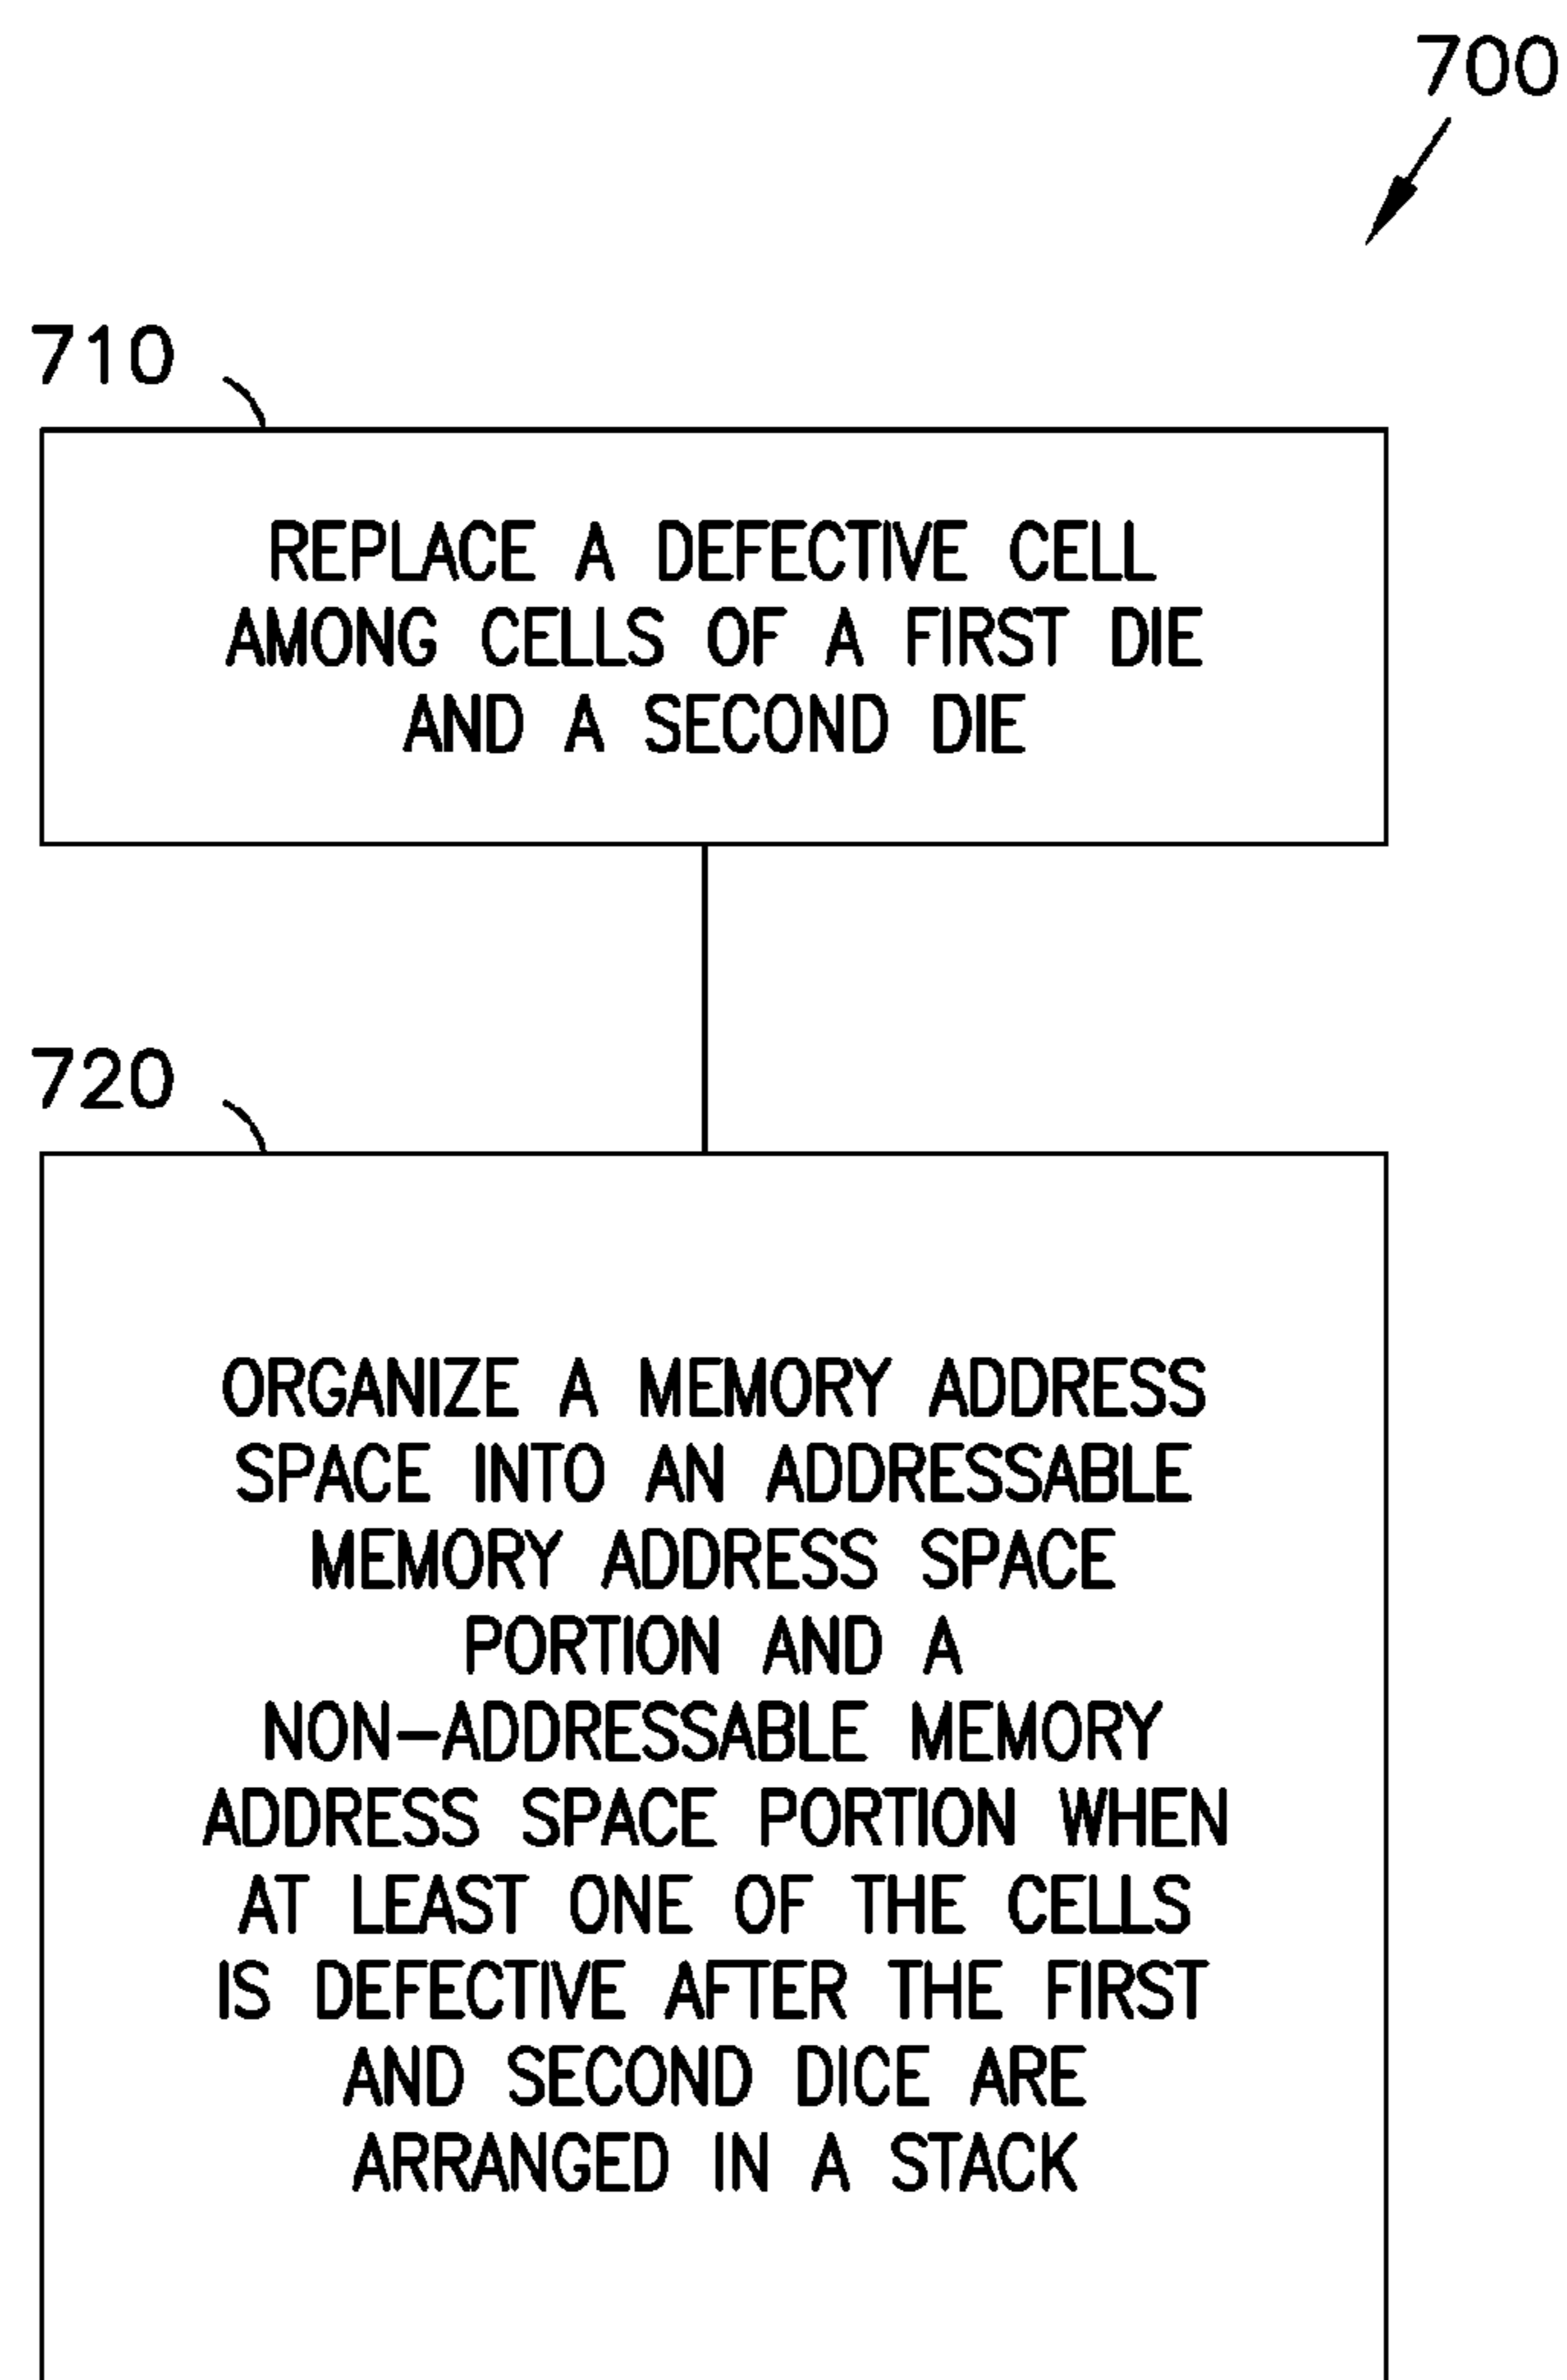 700
710
REPLACE A DEFECTIVE CELL
AMONG CELLS OF A FIRST DIE
AND A SECOND DIE
720
ORGANIZE A MEMORY ADDRESS
SPACE INTO AN ADDRESSABLE
MEMORY ADDRESS SPACE
PORTION AND A
NON-ADDRESSABLE MEMORY
ADDRESS SPACE PORTION WHEN
AT LEAST ONE OF THE CELLS
IS DEFECTIVE AFTER THE FIRST
AND SECOND DICE ARE
ARRANGED IN A STACK